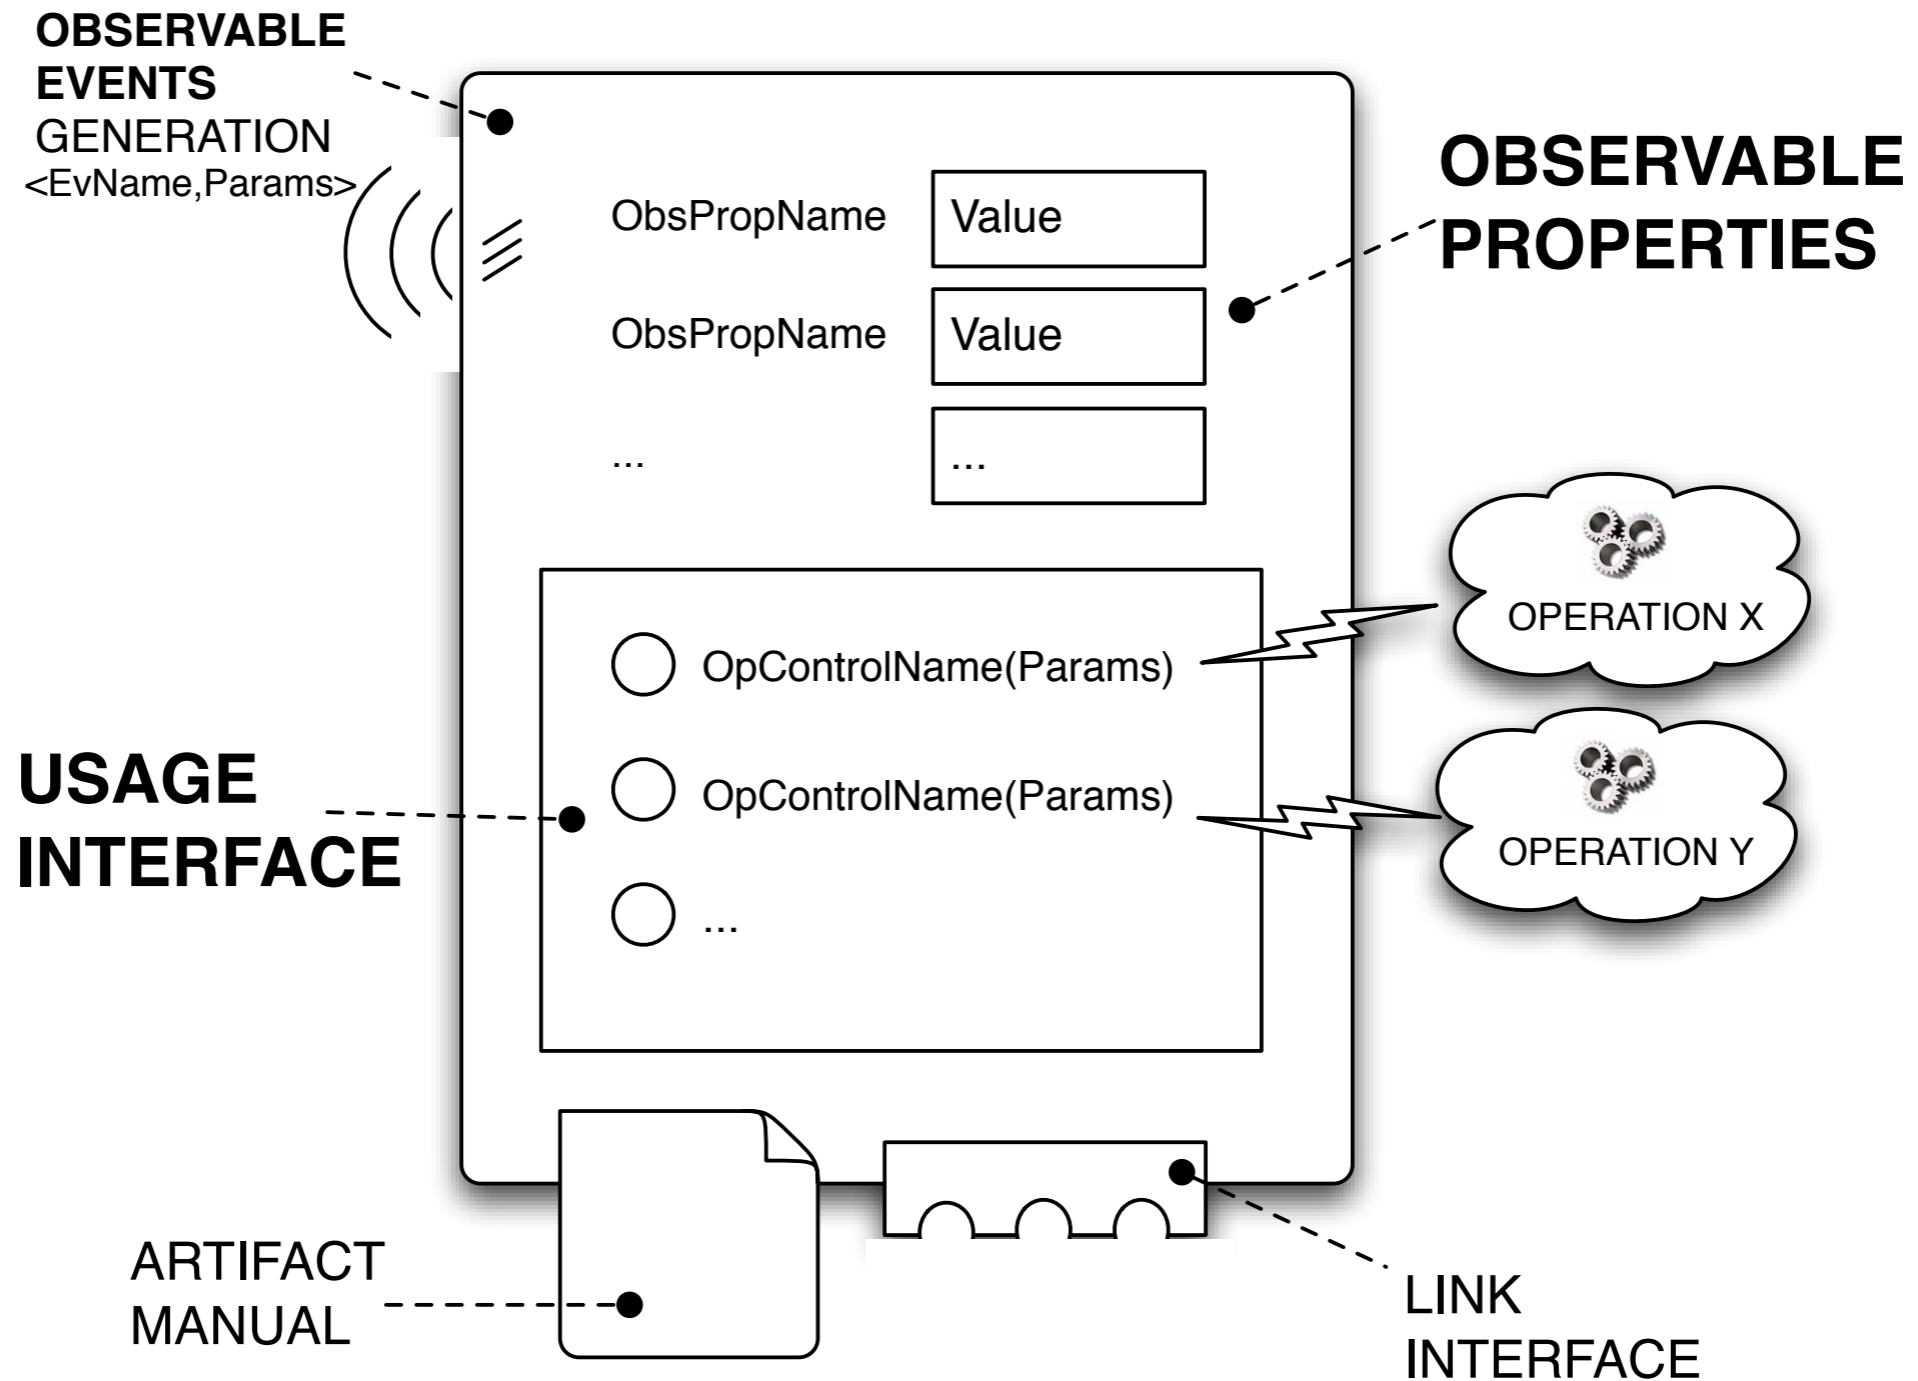 OBSERVABLE
EVENTS
GENERATION
<EvName,Params>
OBSERVABLE
PROPERTIES
ObsPropName Value
ObsPropName Value
... ...
OPERATION X
OpControlName(Params)
USAGE
INTERFACE
OpControlName(Params)
OPERATION Y
...
ARTIFACT
MANUAL
LINK
INTERFACE